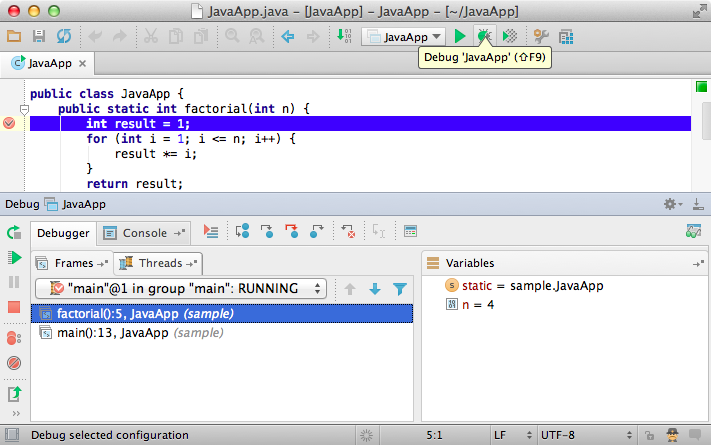 JavaApp.java – [JavaApp] – JavaApp – [~/JavaApp]
JavaApp
Debug 'JavaApp' (⇧F9)
JavaApp
public class JavaApp {
public static int factorial(int n) {
int result = 1;
for (int i = 1; i <= n; i++) {
result *= i;
}
return result;
Debug JavaApp
Debugger Console
Frames Threads
Variables
"main"@1 in group "main": RUNNING
static = sample.JavaApp
n = 4
factorial():5, JavaApp (sample)
main():13, JavaApp (sample)
Debug selected configuration 5:1 LF UTF-8